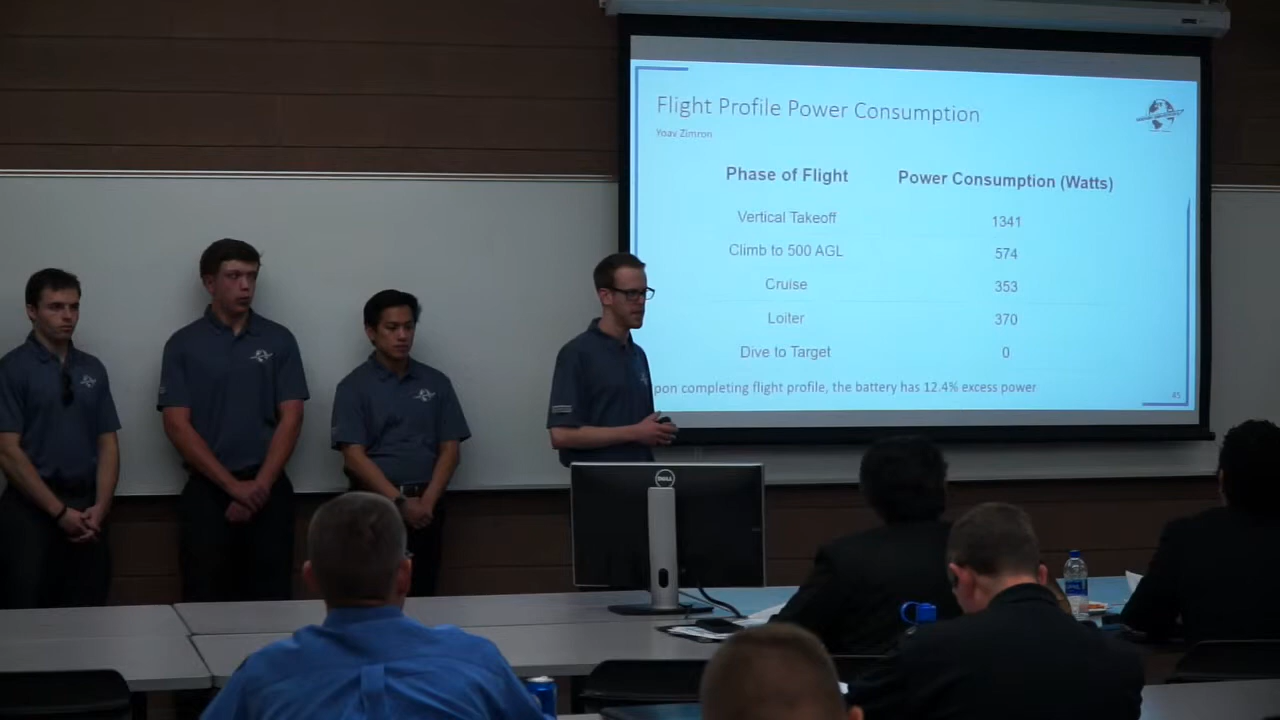 Flight Profile Power Consumption
Yoav Zimron
Phase of Flight Power Consumption (Watts)
Vertical Takeoff 1341
Climb to 500 AGL 574
Cruise 353
Loiter 370
Dive to Target 0
pon completing flight profile, the battery has 12.4% excess power
45
DELL